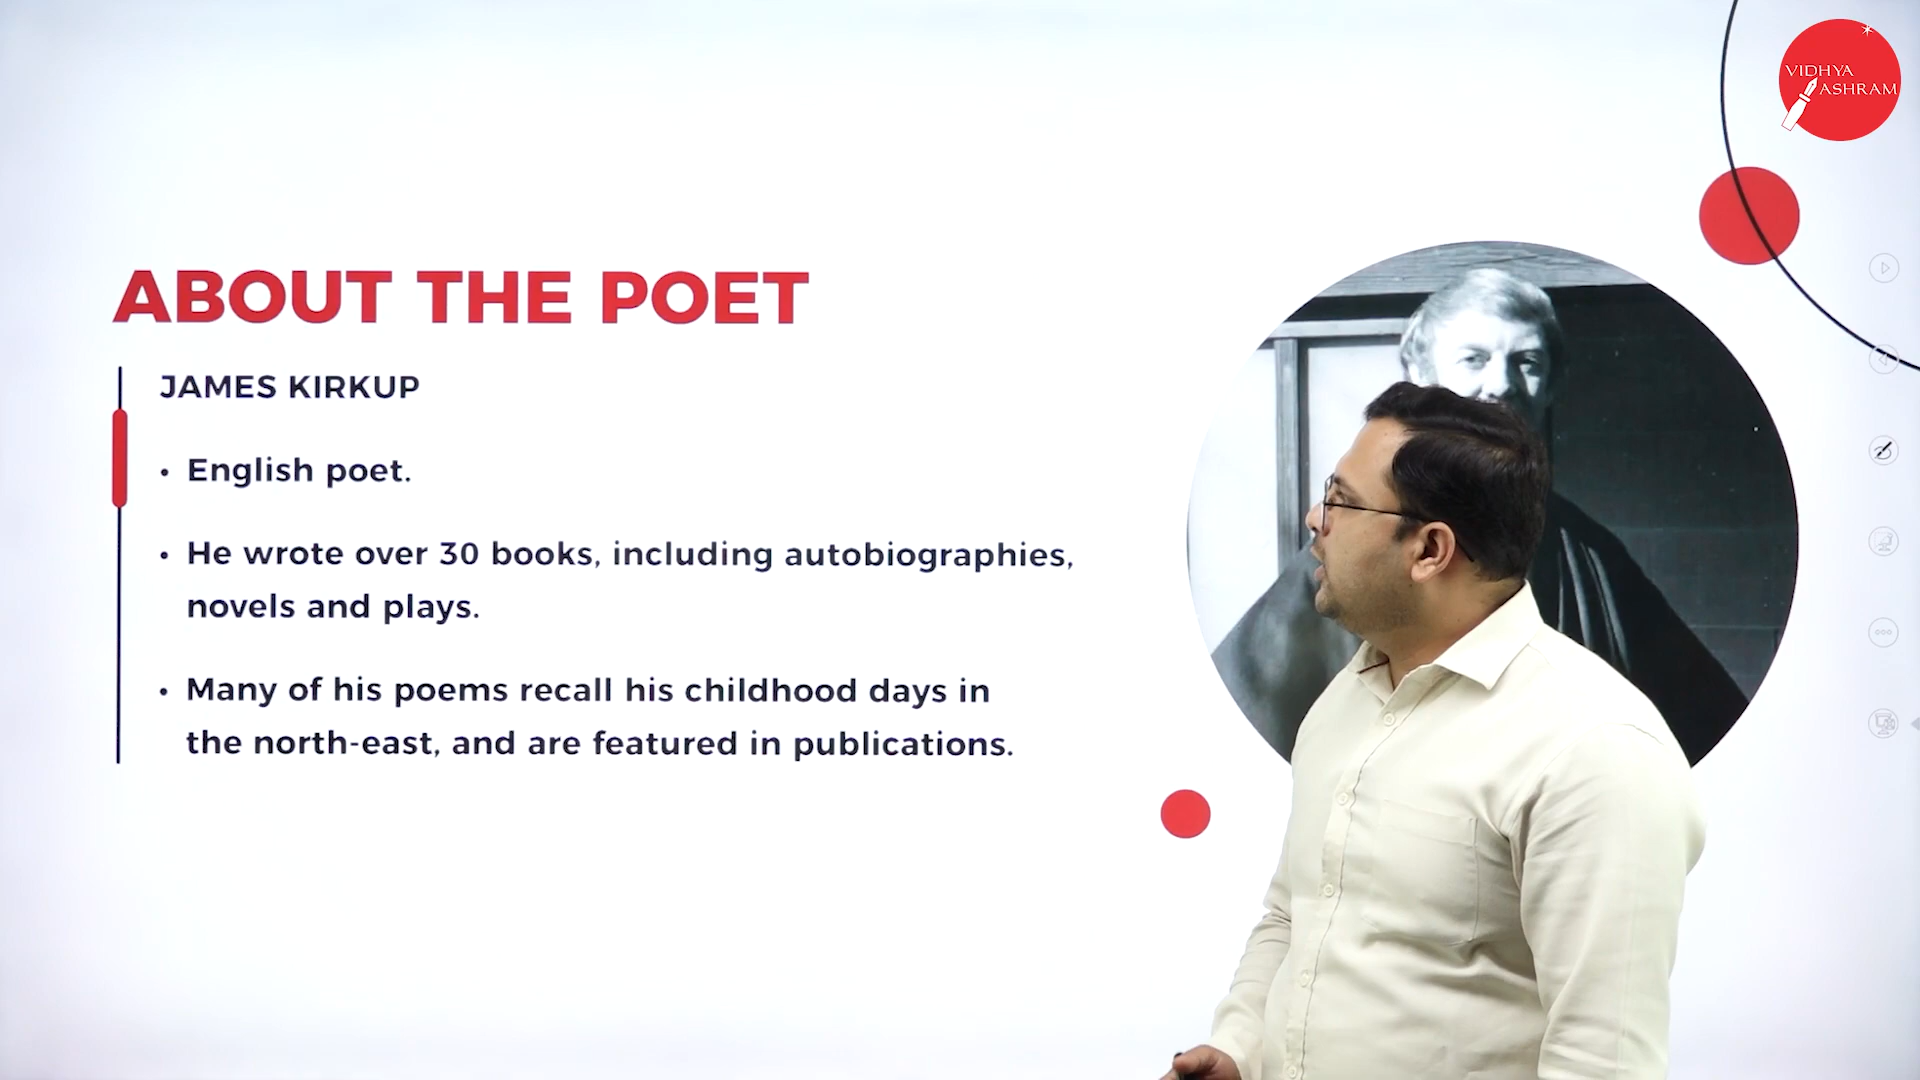 VIDHYA
ASHRAM
ABOUT THE POET
JAMES KIRKUP
• English poet.
• He wrote over 30 books, including autobiographies,
novels and plays.
• Many of his poems recall his childhood days in
the north-east, and are featured in publications.